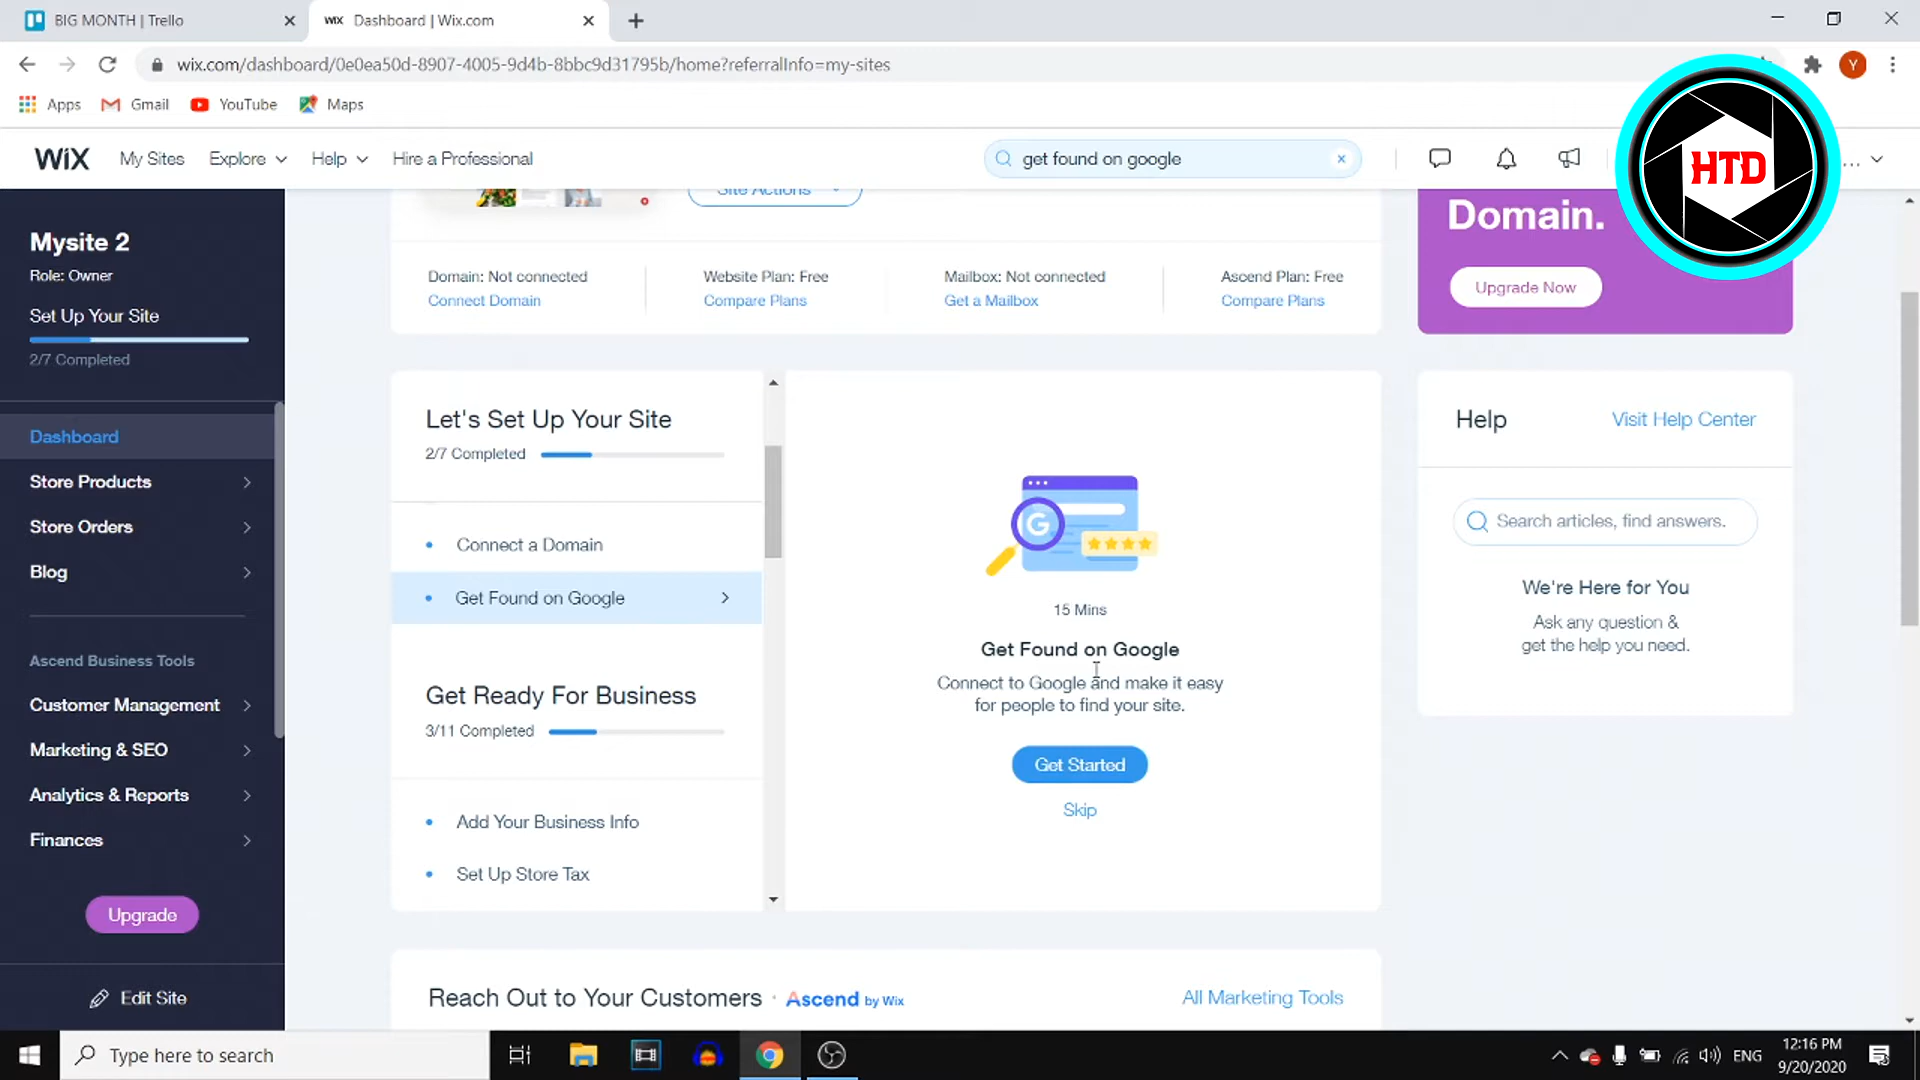 BIG MONTH | Trello
WIX Dashboard | Wix.com
wix.com/dashboard/0e0ea50d-8907-4005-9d4b-8bbc9d31795b/home?referralInfo=my-sites
Y
Apps Gmail YouTube Maps
WIX My Sites Explore Help Hire a Professional get found on google ...
HTD
Mysite 2
Role: Owner
Set Up Your Site
2/7 Completed
Dashboard
Store Products
Store Orders
Blog
Ascend Business Tools
Customer Management
Marketing & SEO
Analytics & Reports
Finances
Upgrade
Edit Site
Site Actions
Domain: Not connected
Connect Domain
Website Plan: Free
Compare Plans
Mailbox: Not connected
Get a Mailbox
Ascend Plan: Free
Compare Plans
Domain.
Upgrade Now
Let's Set Up Your Site
2/7 Completed
Connect a Domain
Get Found on Google
Get Ready For Business
3/11 Completed
Add Your Business Info
Set Up Store Tax
G
15 Mins
Get Found on Google
Connect to Google and make it easy
for people to find your site.
Get Started
Skip
Help Visit Help Center
Search articles, find answers.
We're Here for You
Ask any question &
get the help you need.
Reach Out to Your Customers · Ascend by Wix All Marketing Tools
Type here to search
ENG
12:16 PM
9/20/2020